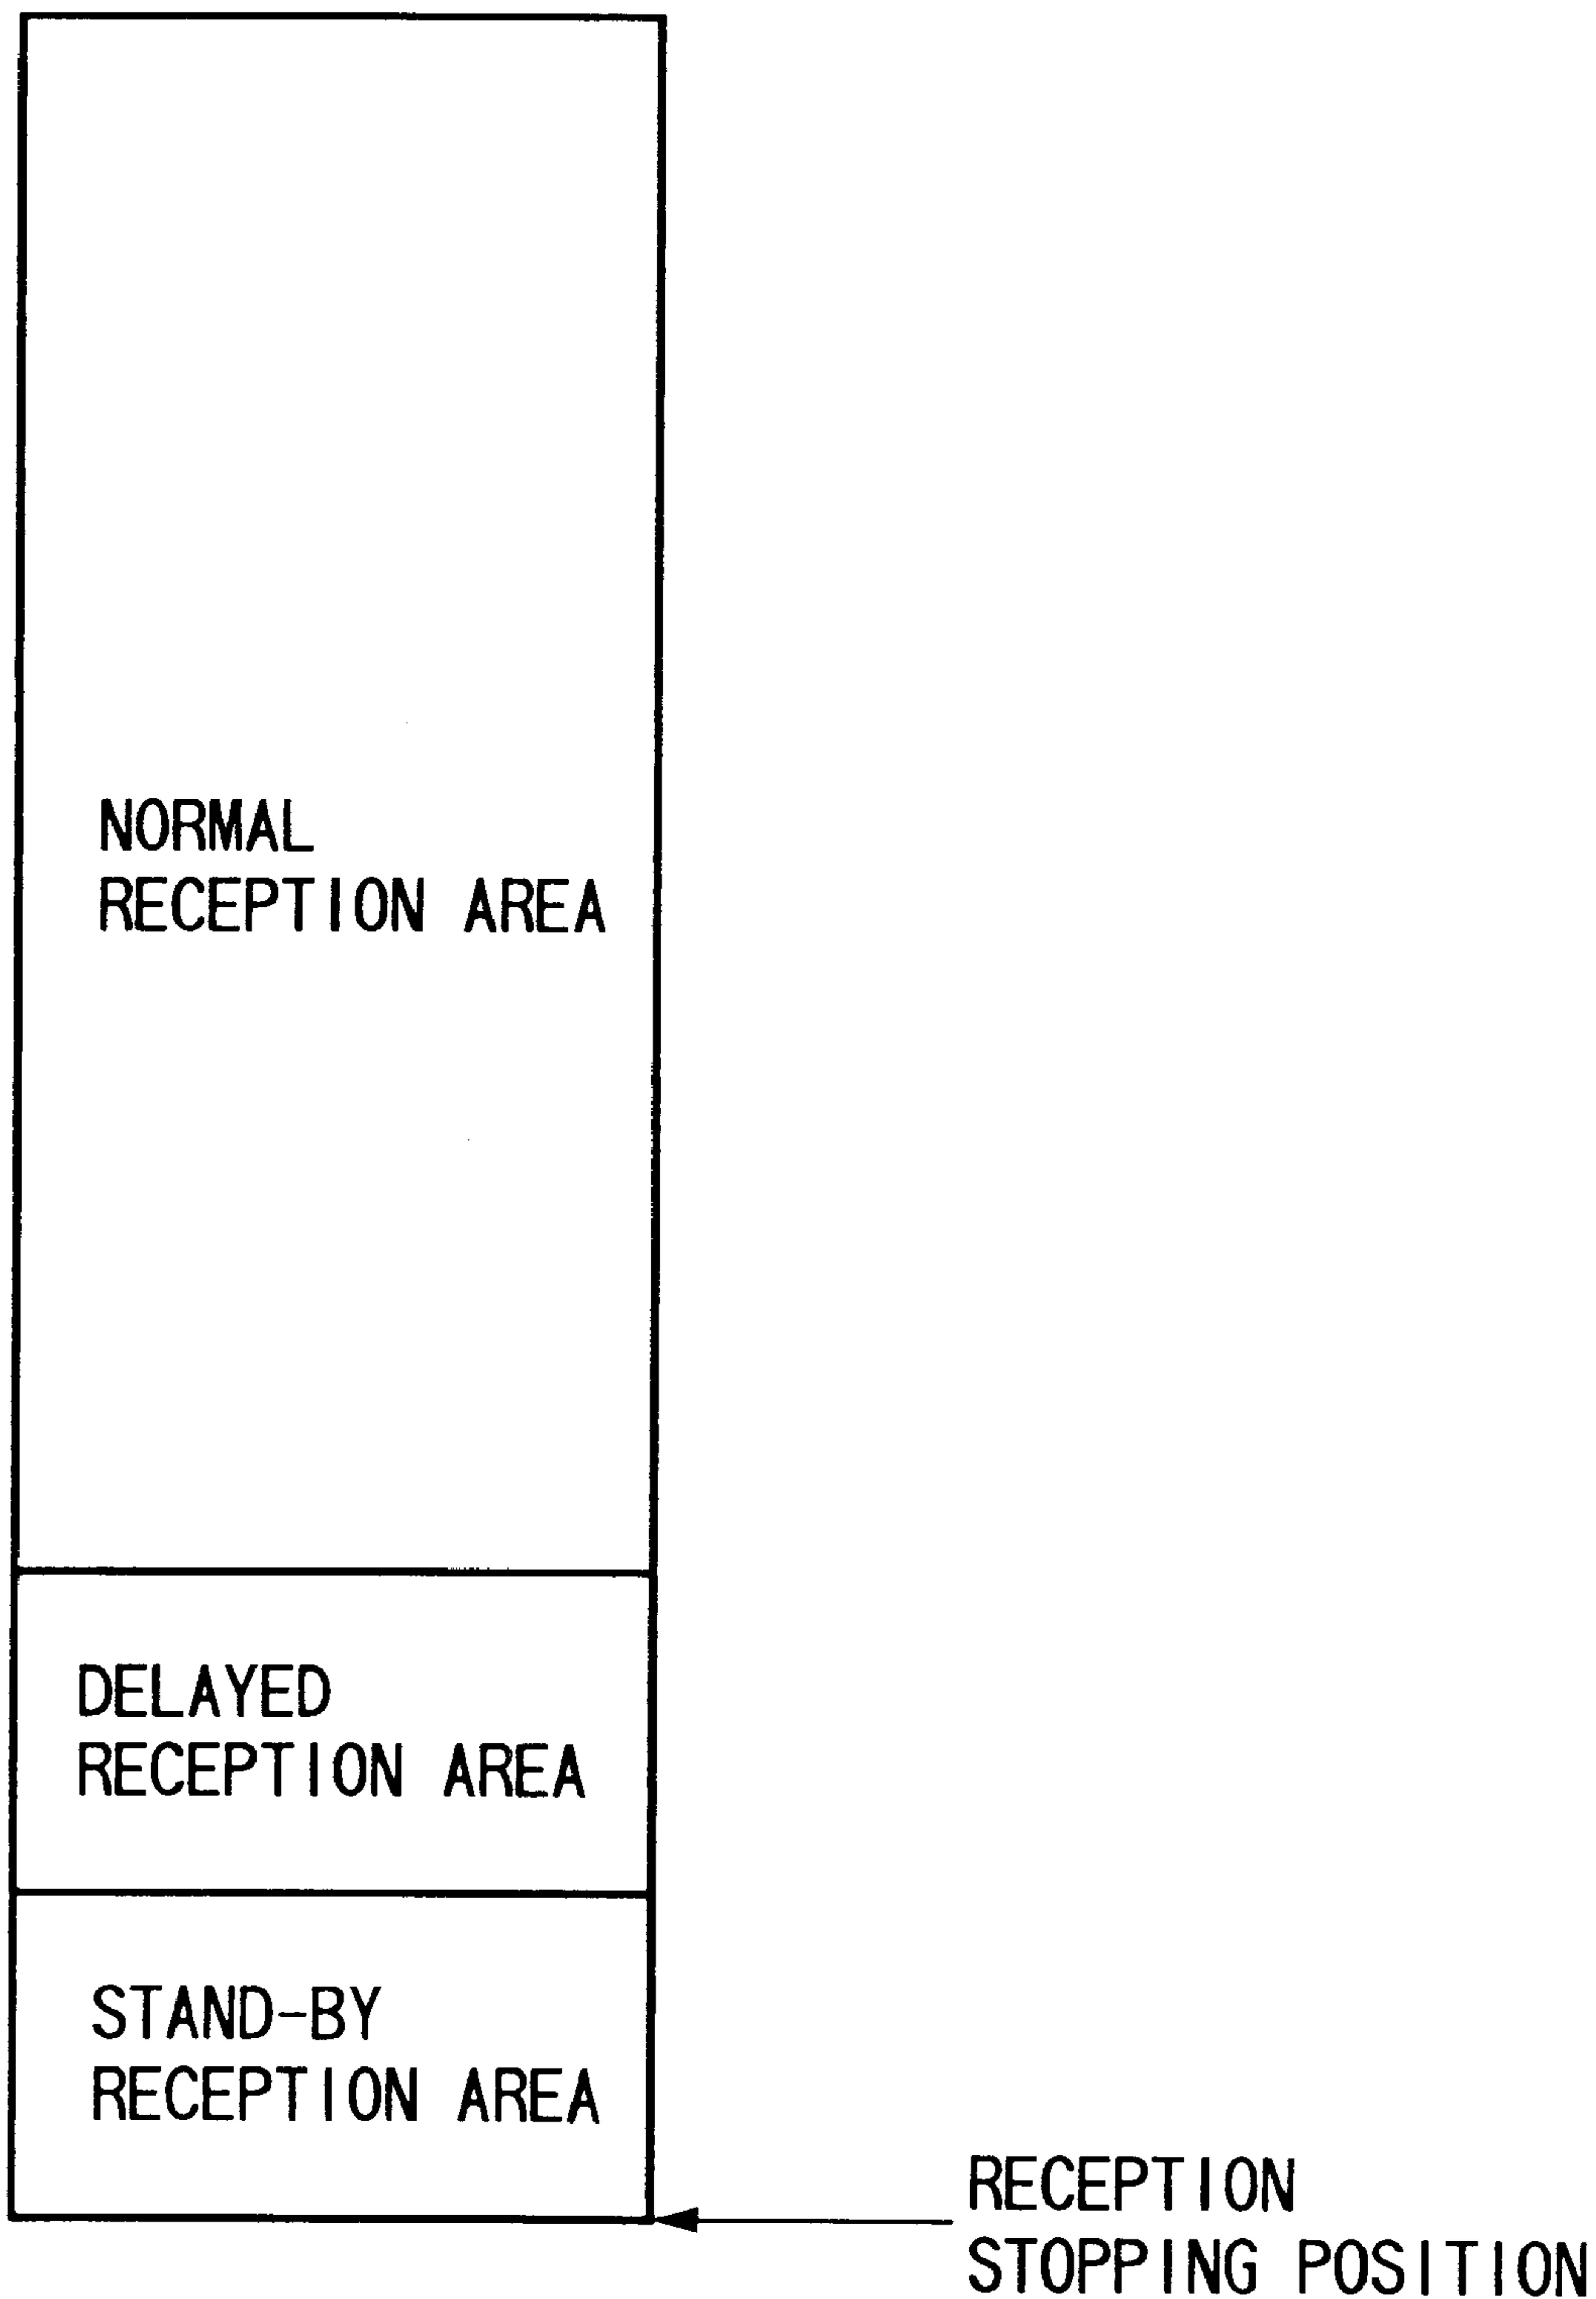 NORMAL
RECEPTION AREA
DELAYED
RECEPTION AREA
STAND-BY
RECEPTION AREA
RECEPTION
STOPPING POSITION